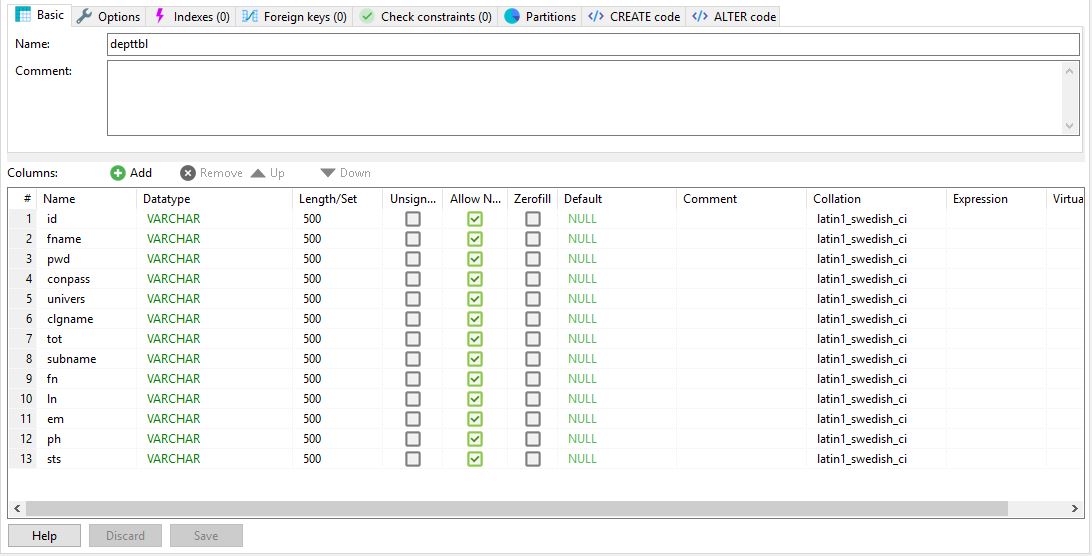 Basic Options Indexes (0) Foreign keys (0) Check constraints (0) Partitions CREATE code ALTER code
Name: depttbl
Comment:
Columns: Add Remove Up Down
# Name Datatype Length/Set Unsign... Allow N... Zerofill Default Comment Collation Expression Virtua
1 id VARCHAR 500 NULL latin1_swedish_ci
2 fname VARCHAR 500 NULL latin1_swedish_ci
3 pwd VARCHAR 500 NULL latin1_swedish_ci
4 conpass VARCHAR 500 NULL latin1_swedish_ci
5 univers VARCHAR 500 NULL latin1_swedish_ci
6 clgname VARCHAR 500 NULL latin1_swedish_ci
7 tot VARCHAR 500 NULL latin1_swedish_ci
8 subname VARCHAR 500 NULL latin1_swedish_ci
9 fn VARCHAR 500 NULL latin1_swedish_ci
10 ln VARCHAR 500 NULL latin1_swedish_ci
11 em VARCHAR 500 NULL latin1_swedish_ci
12 ph VARCHAR 500 NULL latin1_swedish_ci
13 sts VARCHAR 500 NULL latin1_swedish_ci
Help Discard Save